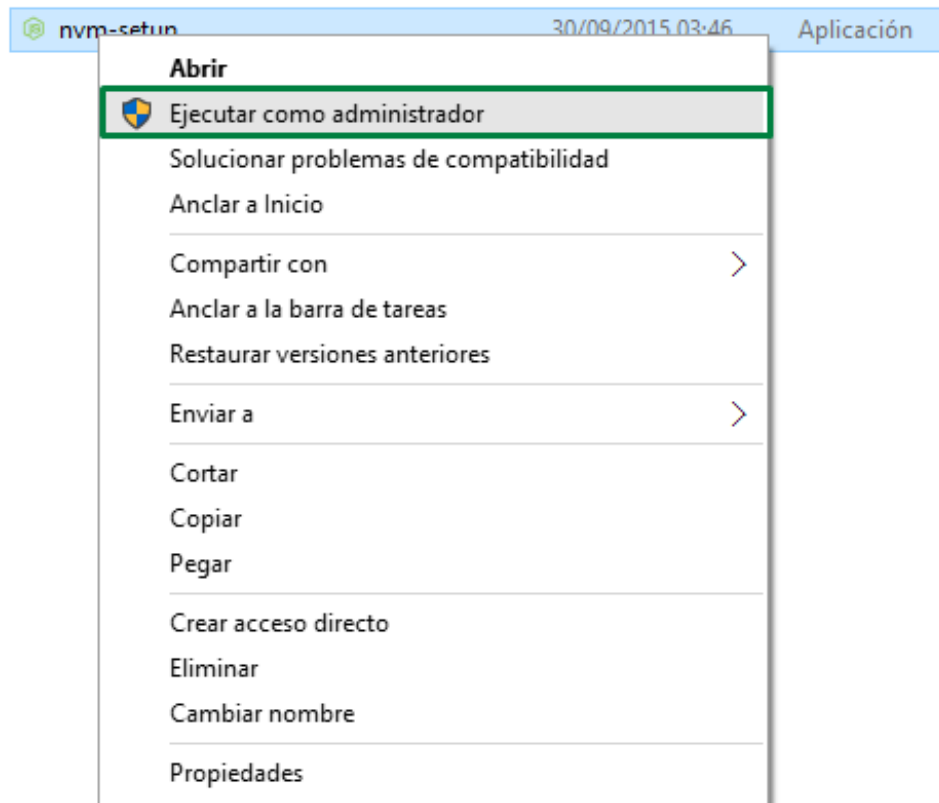 nvm-setup 30/09/2015 03:46 Aplicación
Abrir
Ejecutar como administrador
Solucionar problemas de compatibilidad
Anclar a Inicio
Compartir con
Anclar a la barra de tareas
Restaurar versiones anteriores
Enviar a
Cortar
Copiar
Pegar
Crear acceso directo
Eliminar
Cambiar nombre
Propiedades